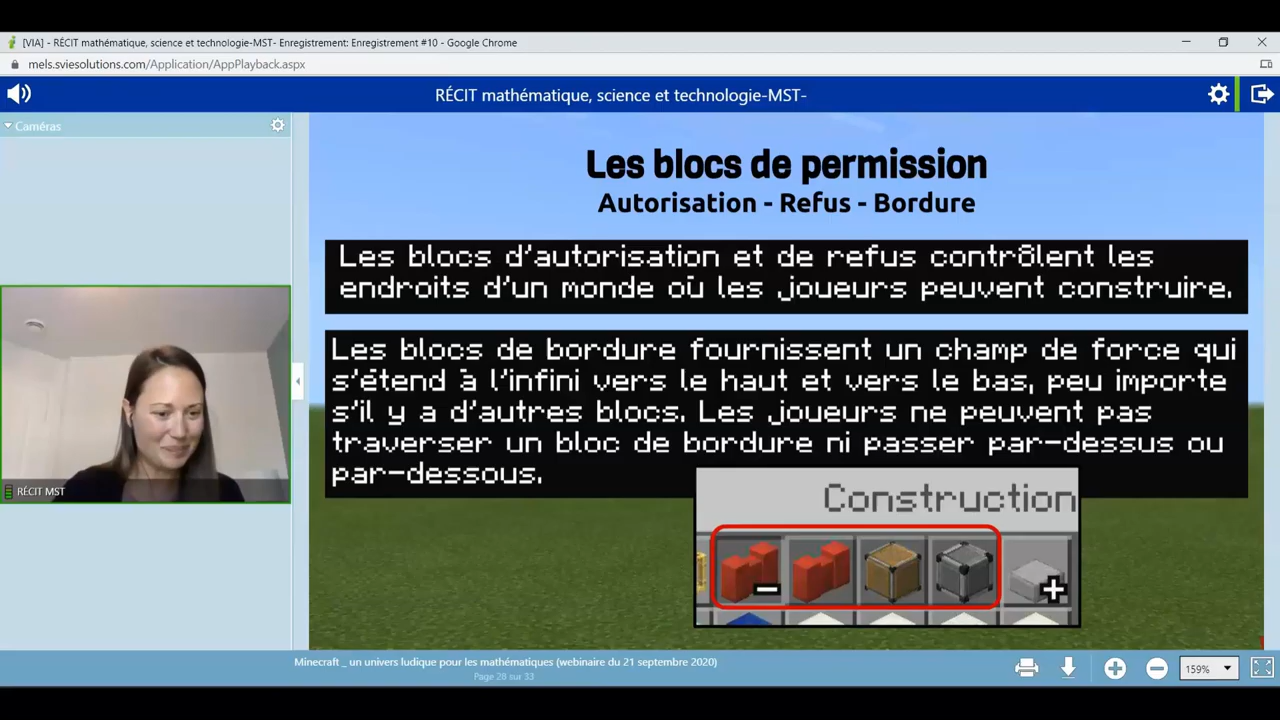 [VIA] - RÉCIT mathématique, science et technologie-MST- Enregistrement: Enregistrement #10 - Google Chrome
mels.sviesolutions.com/Application/AppPlayback.aspx
RÉCIT mathématique, science et technologie-MST-
Caméras
RÉCIT MST
Les blocs de permission
Autorisation - Refus - Bordure
Les blocs d'autorisation et de refus contrôlent les
endroits d'un monde où les joueurs peuvent construire.
Les blocs de bordure fournissent un champ de force qui
s'étend à l'infini vers le haut et vers le bas, peu importe
s'il y a d'autres blocs. Les joueurs ne peuvent pas
traverser un bloc de bordure ni passer par-dessus ou
par-dessous.
Construction
Minecraft _ un univers ludique pour les mathématiques (webinaire du 21 septembre 2020)
Page 28 sur 33
159%